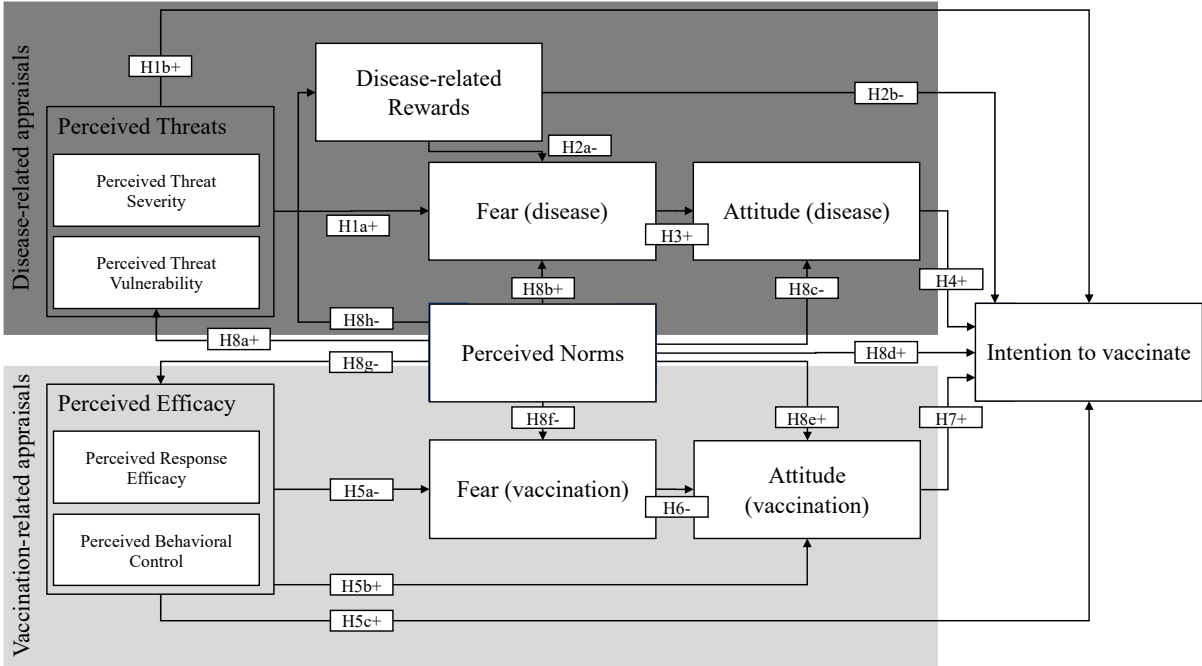 Disease-related appraisals
H1b+
Disease-related
Rewards
H2b-
Perceived Threats
H2a-
Perceived Threat
Severity
Fear (disease)
Attitude (disease)
H1a+
H3+
Perceived Threat
Vulnerability
H8b+
H8c-
H4+
H8h-
H8a+
Perceived Norms
H8d+
Intention to vaccinate
H8g-
Vaccination-related appraisals
Perceived Efficacy
H8f-
H8e+
H7+
Perceived Response
Efficacy
H5a-
Fear (vaccination)
H6-
Attitude
(vaccination)
Perceived Behavioral
Control
H5b+
H5c+